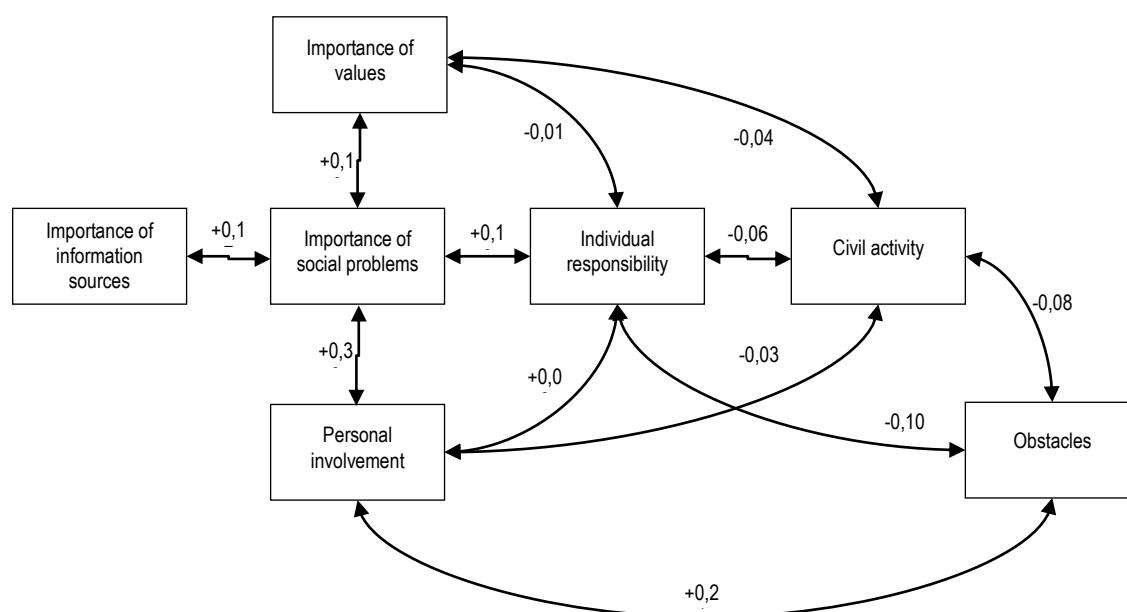 Importance of
values
-0,01
-0,04
+0,1
Importance of
information
sources
+0,1
Importance of
social problems
+0,1
Individual
responsibility
-0,06
Civil activity
-0,08
+0,3
+0,0
-0,03
Personal
involvement
-0,10
Obstacles
+0,2